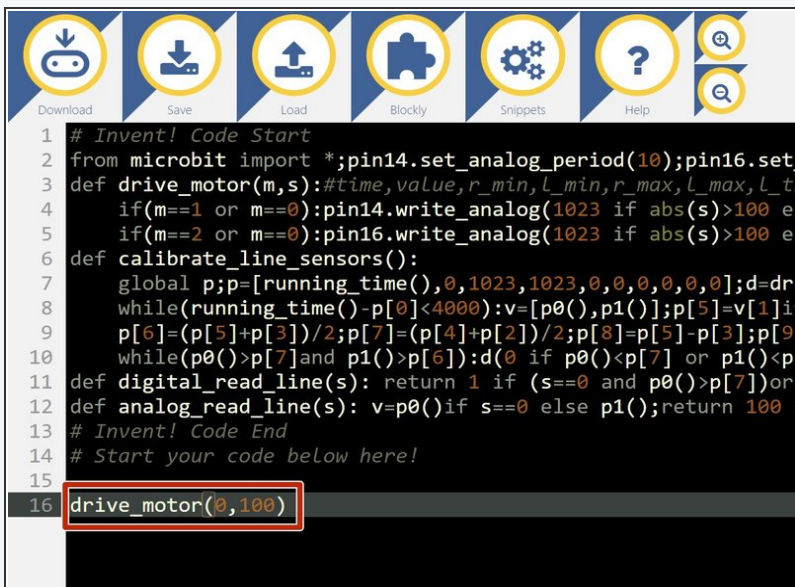 Download Save Load Blockly Snippets Help
1 # Invent! Code Start
2 from microbit import *;pin14.set_analog_period(10);pin16.set_
3 def drive_motor(m,s):#time,value,r_min,l_min,r_max,l_max,l_t
4 if(m==1 or m==0):pin14.write_analog(1023 if abs(s)>100 e
5 if(m==2 or m==0):pin16.write_analog(1023 if abs(s)>100 e
6 def calibrate_line_sensors():
7 global p;p=[running_time(),0,1023,1023,0,0,0,0,0,0];d=dr
8 while(running_time()-p[0]<4000):v=[p0(),p1()];p[5]=v[1]i
9 p[6]=(p[5]+p[3])/2;p[7]=(p[4]+p[2])/2;p[8]=p[5]-p[3];p[9
10 while(p0()>p[7]and p1()>p[6]):d(0 if p0()<p[7] or p1()<p
11 def digital_read_line(s): return 1 if (s==0 and p0()>p[7])or
12 def analog_read_line(s): v=p0()if s==0 else p1();return 100
13 # Invent! Code End
14 # Start your code below here!
15
16 drive_motor(0,100)